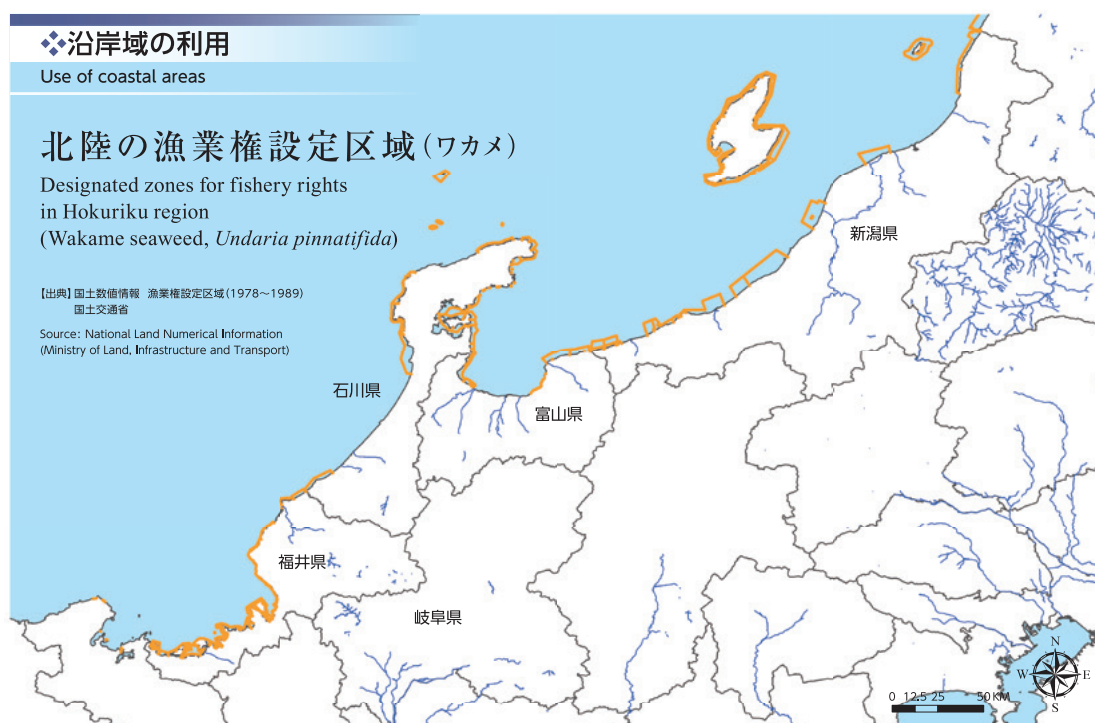 ❖沿岸域の利用
Use of coastal areas
北陸の漁業権設定区域(ワカメ)
Designated zones for fishery rights
in Hokuriku region
(Wakame seaweed, Undaria pinnatifida)
【出典】国土数値情報 漁業権設定区域(1978〜1989)
国土交通省
Source: National Land Numerical Information
(Ministry of Land, Infrastructure and Transport)
新潟県
石川県
富山県
福井県
岐阜県
N
W E
S
0 12.5 25 50KM